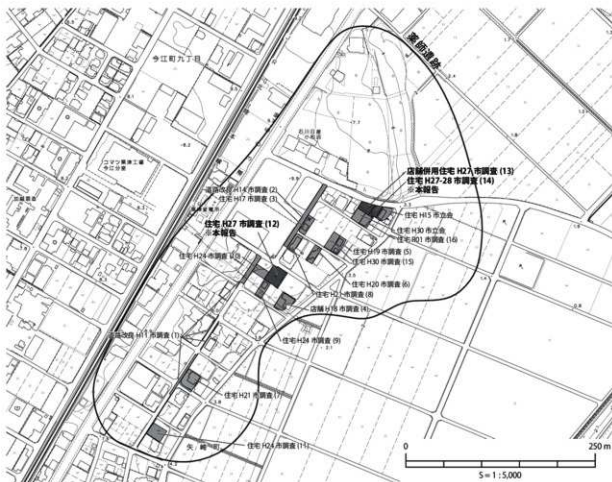 今江町九丁目
薬師遺跡
石川日産
小松店
コマツ粟津工場
今江分室
店舗併用住宅 H27 市調査 (13)
住宅 H27-28 市調査 (14)
※本報告
道路改良 H14 市調査 (2)
住宅 H17 市調査 (3)
住宅 H15 市立会
住宅 H27 市調査 (12)
※本報告
住宅 H30 市立会
住宅 R01 市調査 (16)
住宅 H19 市調査 (5)
住宅 H30 市調査 (15)
住宅 H20 市調査 (6)
住宅 H21 市調査 (8)
店舗 H18 市調査 (4)
道路改良 H11 市調査 (1)
住宅 H24 市調査 (9)
住宅 H21 市調査 (7)
住宅 H24 市調査 (11)
矢崎町
0
250 m
S = 1 : 5,000